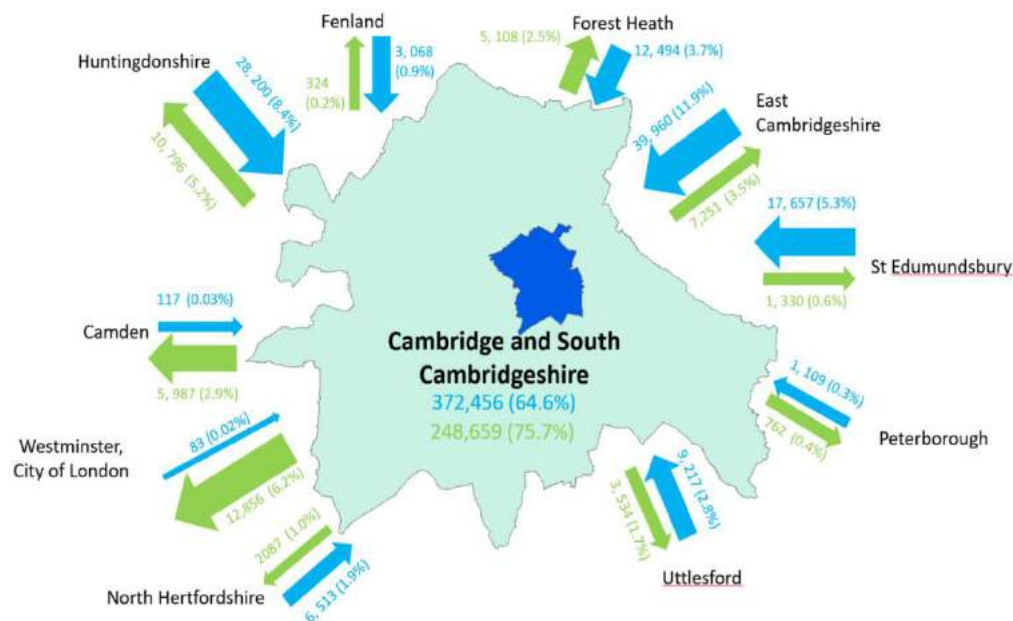 Fenland
Forest Heath
Huntingdonshire
28, 200 (8.4%)
10, 796 (5.2%)
324
(0.2%)
3, 068
(0.9%)
5, 108 (2.5%)
12, 494 (3.7%)
East
Cambridgeshire
39, 960 (11.9%)
7,251 (3.5%)
17, 657 (5.3%)
St Edumundsbury
1, 330 (0.6%)
117 (0.03%)
Camden
5, 987 (2.9%)
Cambridge and South
Cambridgeshire
372,456 (64.6%)
248,659 (75.7%)
1, 109 (0.3%)
762 (0.4%)
Peterborough
Westminster,
City of London
83 (0.02%)
12,856 (6.2%)
2087 (1.0%)
6, 513 (1.9%)
North Hertfordshire
3, 534 (1.7%)
9, 217 (2.8%)
Uttlesford